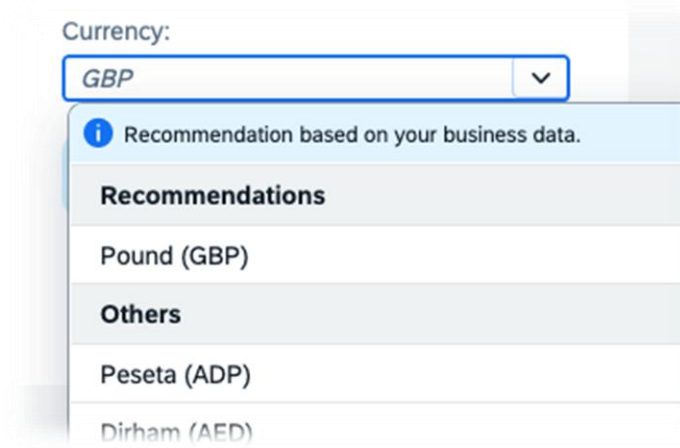 Currency:
GBP
Recommendation based on your business data.
Recommendations
Pound (GBP)
Others
Peseta (ADP)
Dirham (AED)